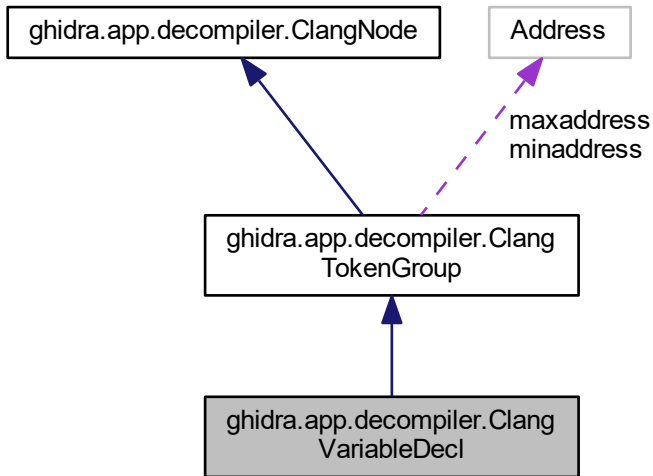 ghidra.app.decompiler.ClangNode
Address
maxaddress
minaddress
ghidra.app.decompiler.Clang
TokenGroup
ghidra.app.decompiler.Clang
VariableDecl